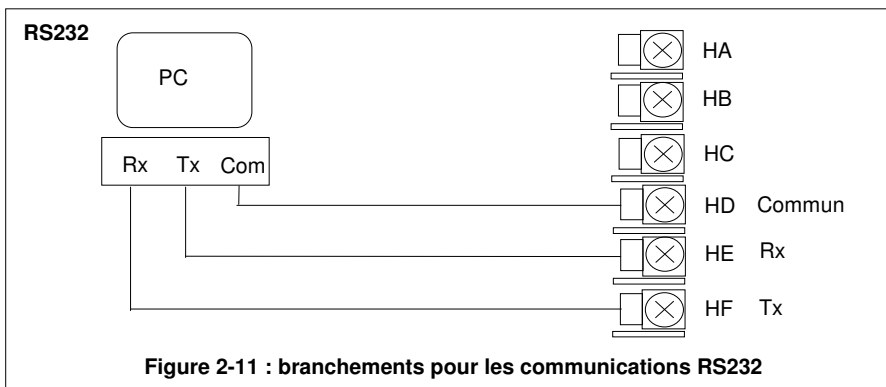 RS232
PC
Rx Tx Com
HA
HB
HC
HD Commun
HE Rx
HF Tx
Figure 2-11 : branchements pour les communications RS232